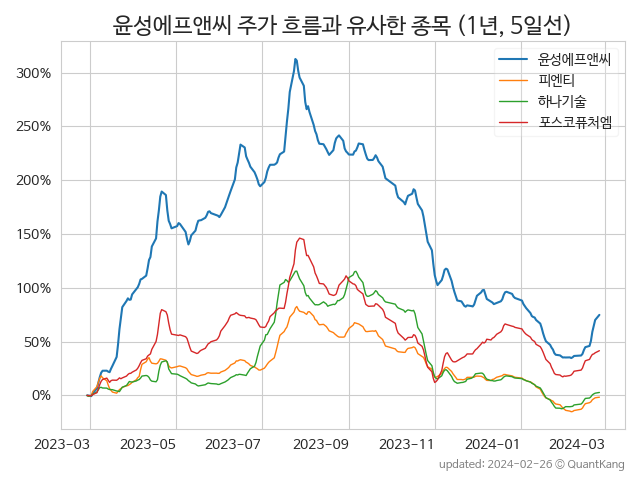 윤성에프앤씨 주가 흐름과 유사한 종목 (1년, 5일선)
윤성에프앤씨
피엔티
하나기술
포스코퓨처엠
300%
250%
200%
150%
100%
50%
0%
2023-03 2023-05 2023-07 2023-09 2023-11 2024-01 2024-03
updated: 2024-02-26 © QuantKang